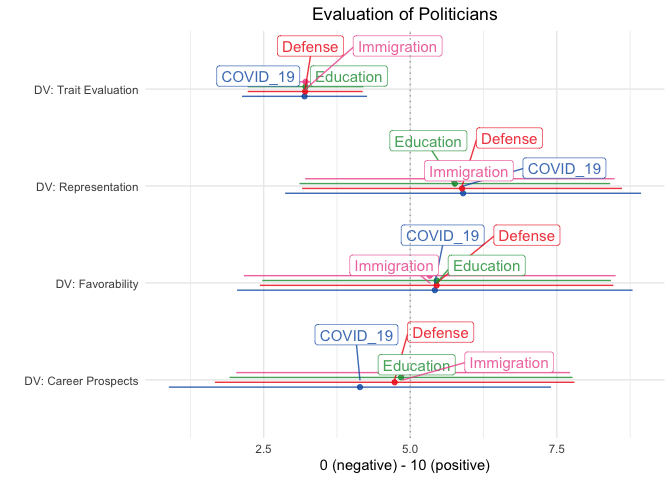 Evaluation of Politicians
Defense
Immigration
COVID_19
Education
DV: Trait Evaluation
Education
Defense
Immigration
COVID_19
DV: Representation
COVID_19
Defense
Immigration
Education
DV: Favorability
COVID_19
Defense
Education
Immigration
DV: Career Prospects
2.5 5.0 7.5
0 (negative) - 10 (positive)